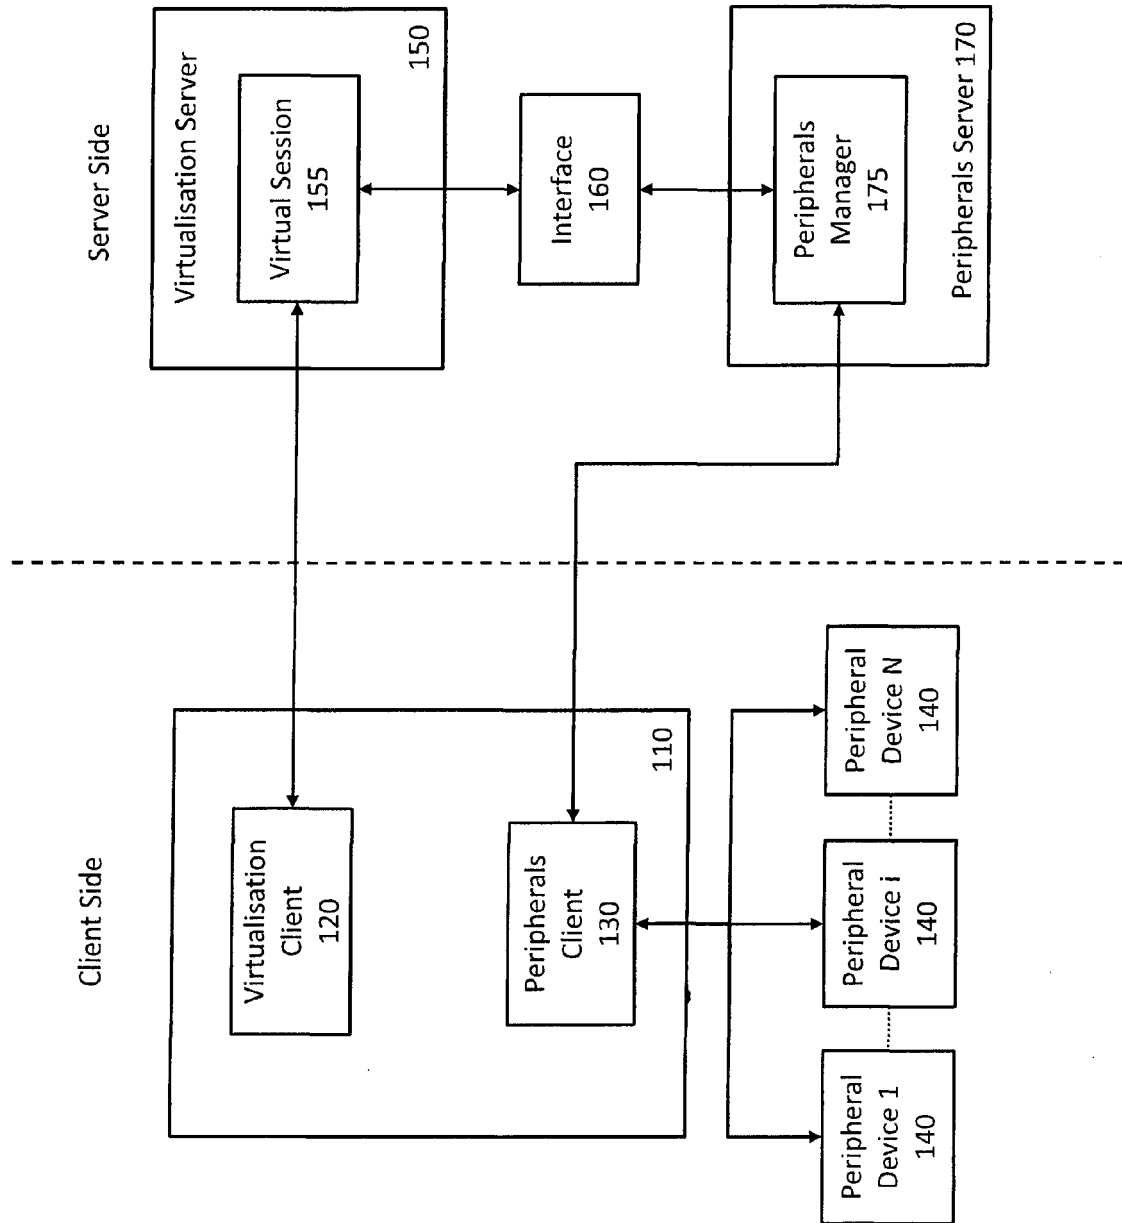 Client Side
Server Side
Virtualisation
Client
120
Peripherals
Client
130
110
Peripheral
Device 1
140
Peripheral
Device i
140
Peripheral
Device N
140
Virtualisation Server
Virtual Session
155
150
Interface
160
Peripherals
Manager
175
Peripherals Server 170